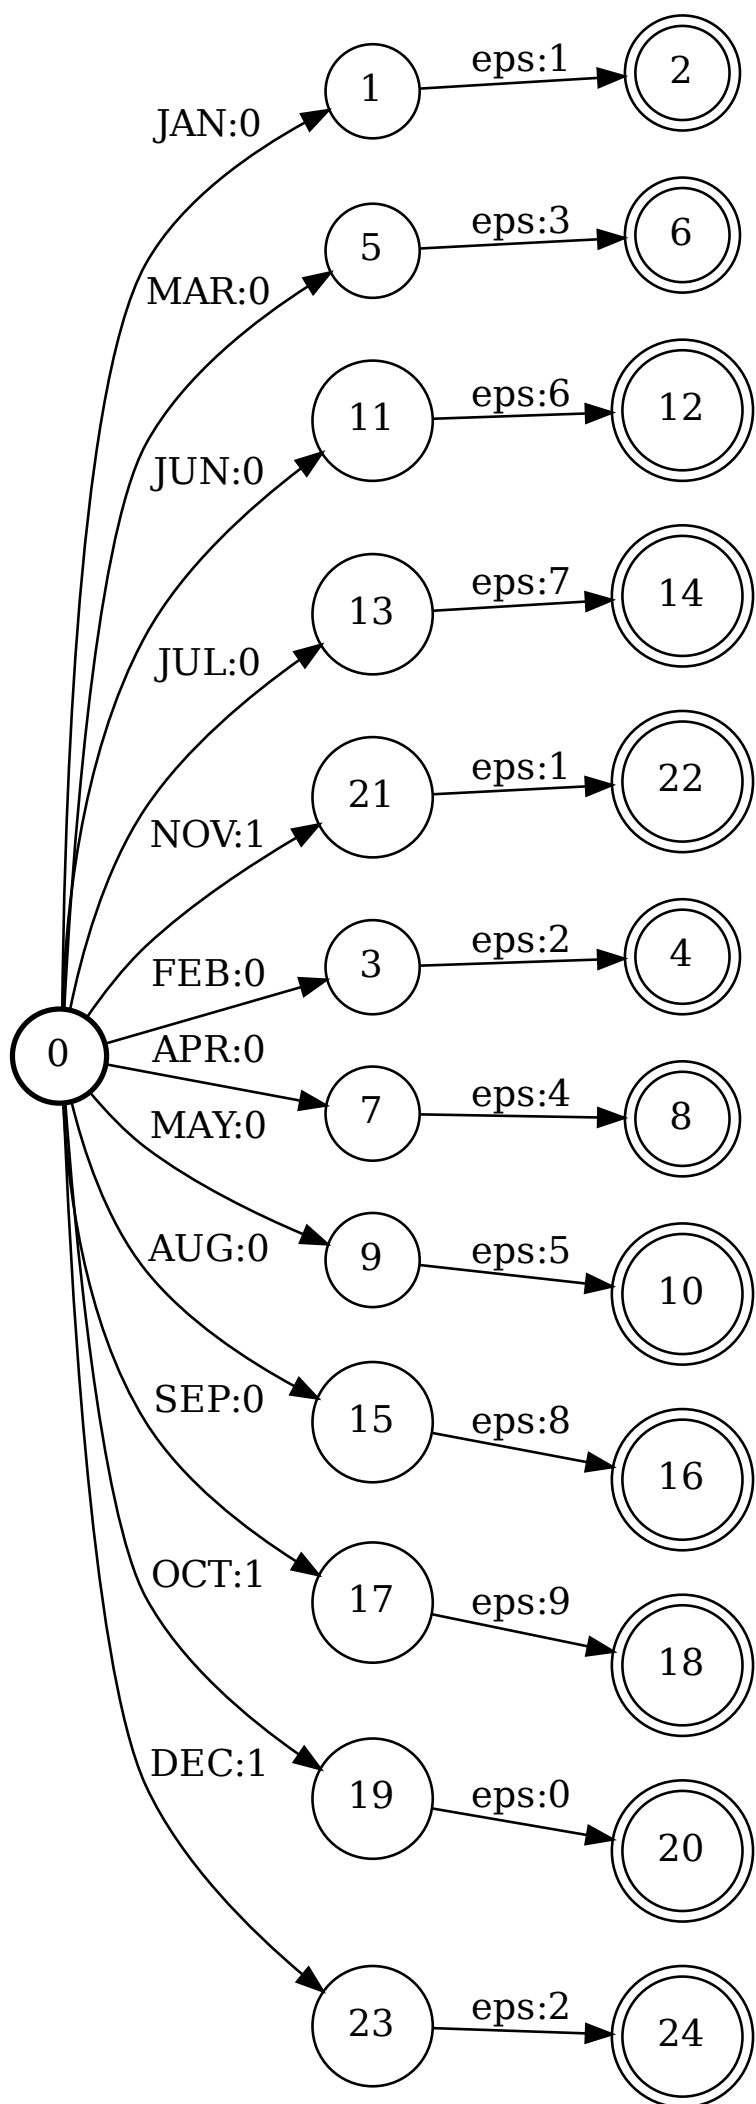 JAN:0
1
eps:1
2
MAR:0
5
eps:3
6
JUN:0
11
eps:6
12
JUL:0
13
eps:7
14
NOV:1
21
eps:1
22
FEB:0
3
eps:2
4
0
APR:0
7
eps:4
8
MAY:0
9
eps:5
10
AUG:0
15
eps:8
16
SEP:0
17
eps:9
18
OCT:1
19
eps:0
20
DEC:1
23
eps:2
24